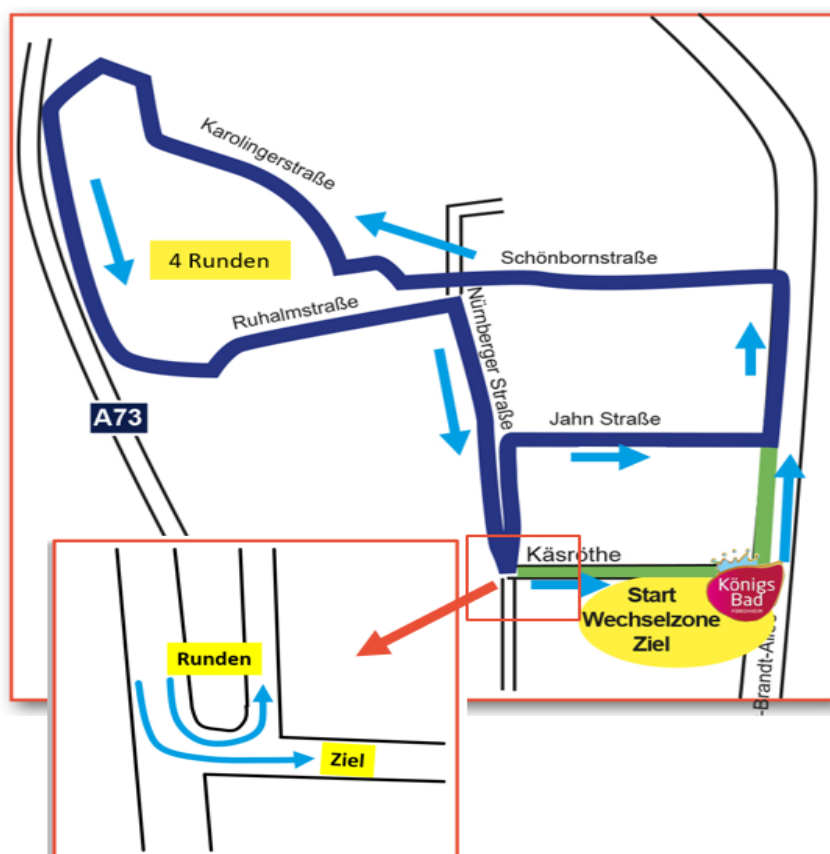 Karolingerstraße
4 Runden
Schönbornstraße
Ruhalmstraße
Nürnberger Straße
A73
Jahn Straße
Käsröthe
Königs
Bad
FORCHHEIM
Start
Wechselzone
Ziel
-Brandt-Allee
Runden
Ziel